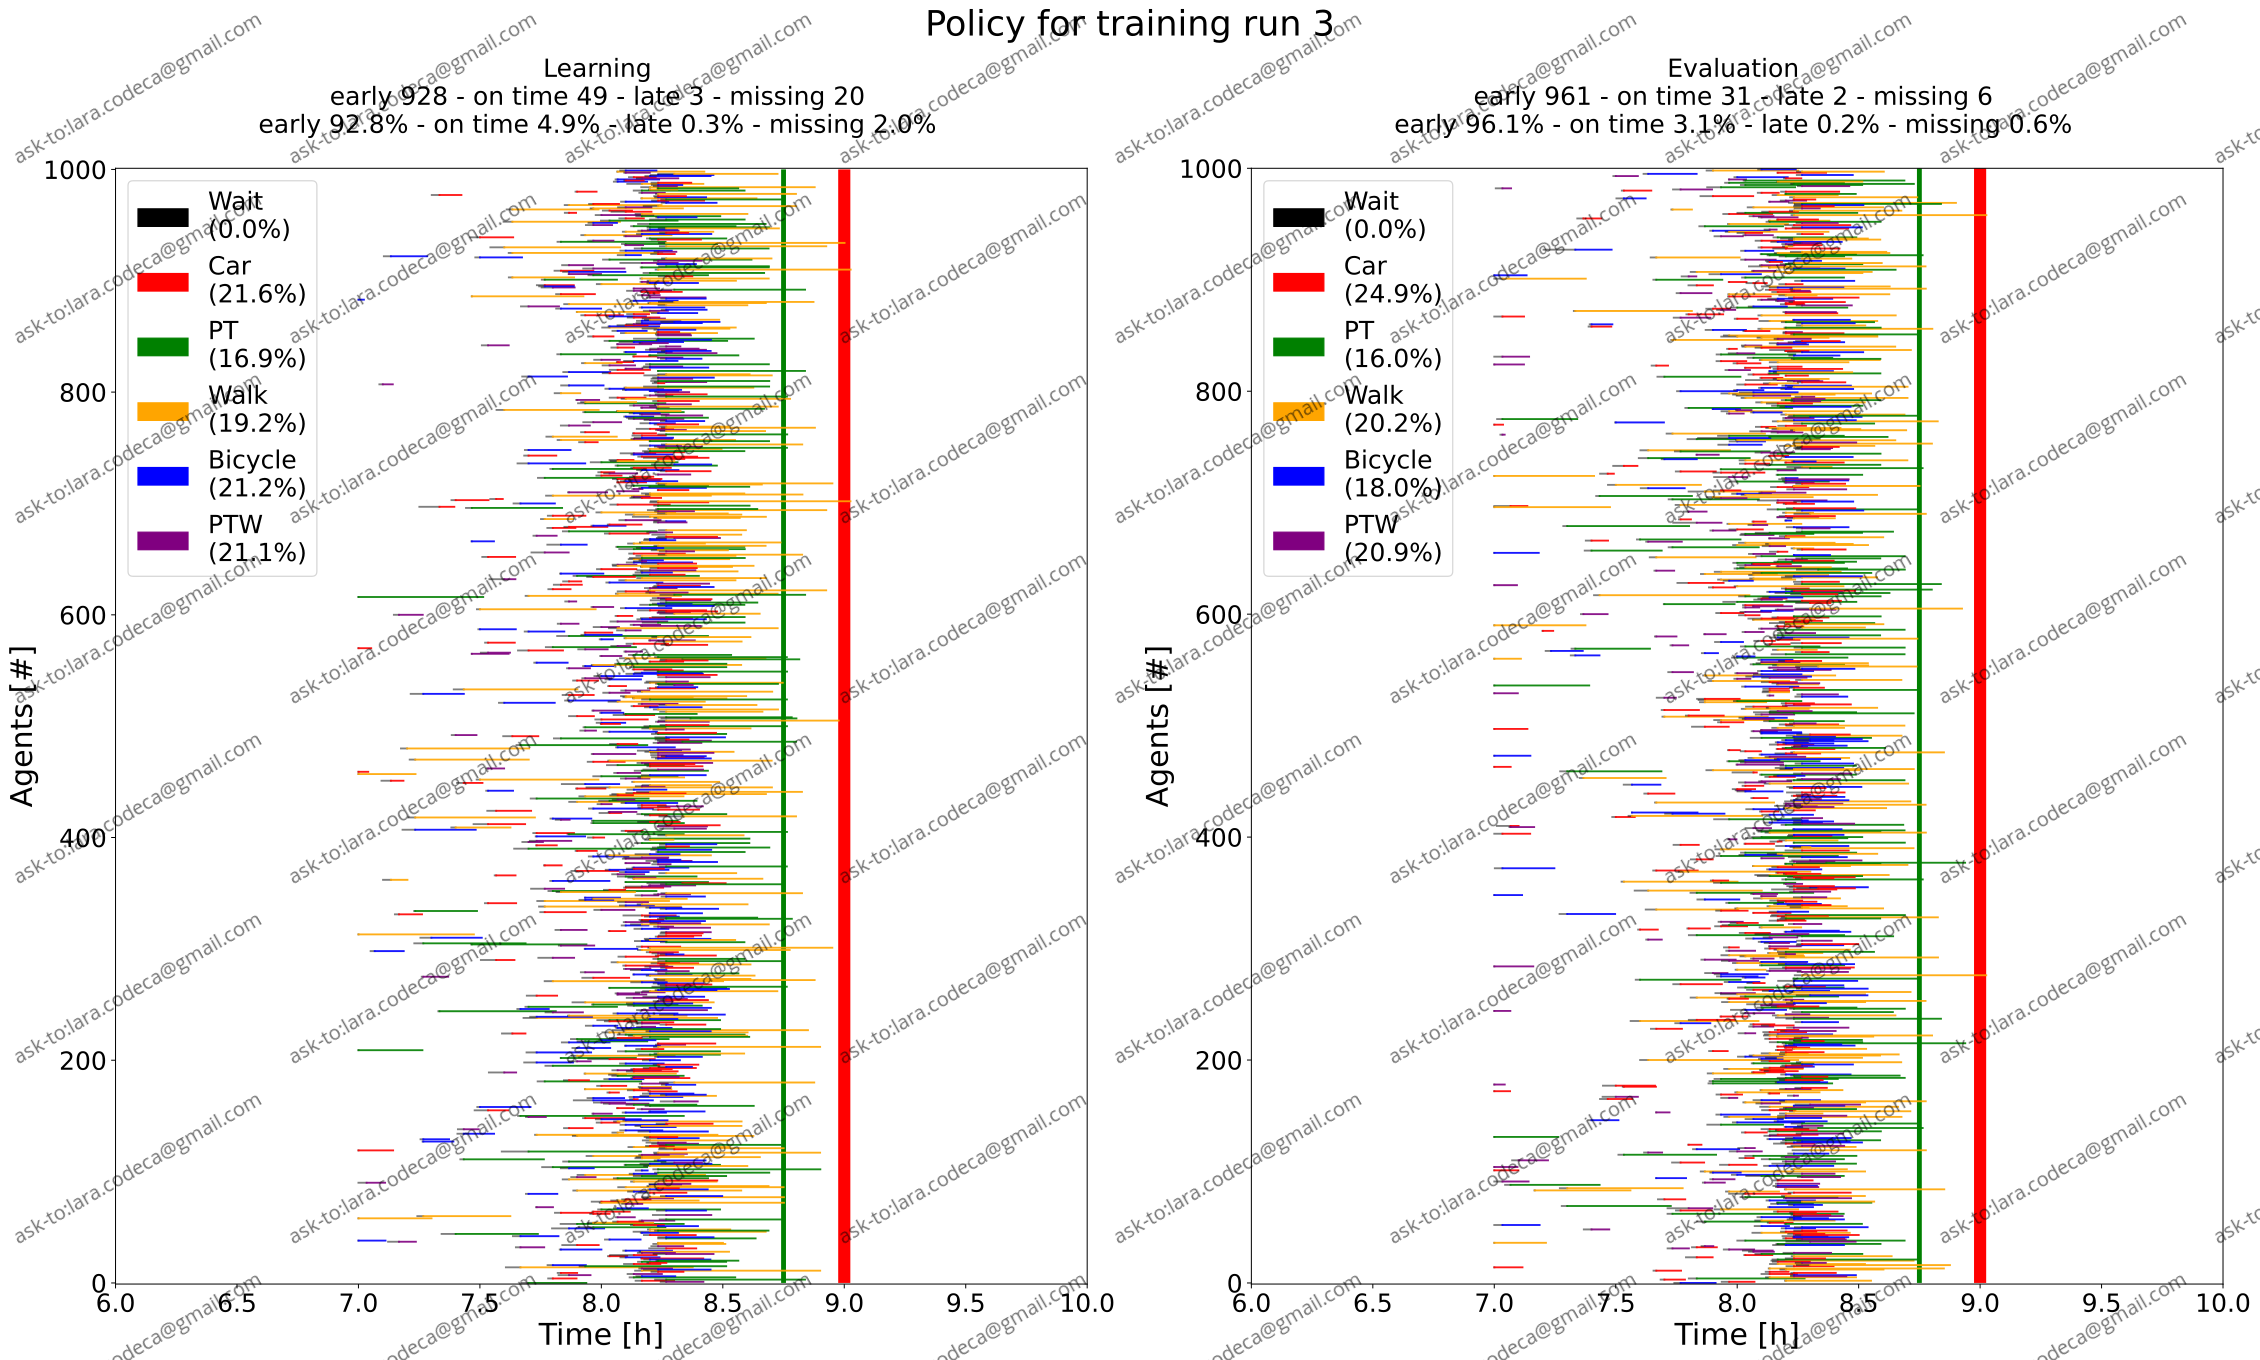 Policy for training run 3
Learning
early 928 - on time 49 - late 3 - missing 20
early 92.8% - on time 4.9% - late 0.3% - missing 2.0%
1000
800
600
400
200
0
Agents [#]
Wait
(0.0%)
Car
(21.6%)
PT
(16.9%)
Walk
(19.2%)
Bicycle
(21.2%)
PTW
(21.1%)
6.0 6.5 7.0 7.5 8.0 8.5 9.0 9.5 10.0
Time [h]
Evaluation
early 961 - on time 31 - late 2 - missing 6
early 96.1% - on time 3.1% - late 0.2% - missing 0.6%
1000
800
600
400
200
0
Agents [#]
Wait
(0.0%)
Car
(24.9%)
PT
(16.0%)
Walk
(20.2%)
Bicycle
(18.0%)
PTW
(20.9%)
6.0 6.5 7.0 7.5 8.0 8.5 9.0 9.5 10.0
Time [h]
ask-to:lara.codeca@gmail.com